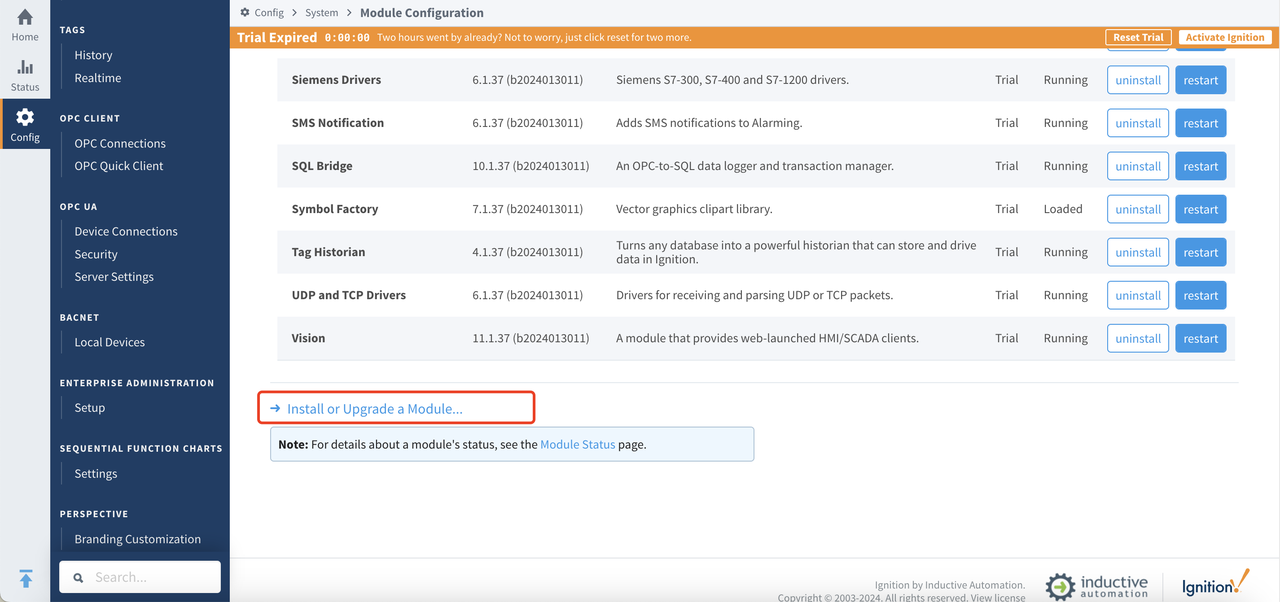 Config > System > Module Configuration
Trial Expired 0:00:00 Two hours went by already? Not to worry, just click reset for two more. Reset Trial Activate Ignition
Home
Status
Config
TAGS
History
Realtime
OPC CLIENT
OPC Connections
OPC Quick Client
OPC UA
Device Connections
Security
Server Settings
BACNET
Local Devices
ENTERPRISE ADMINISTRATION
Setup
SEQUENTIAL FUNCTION CHARTS
Settings
PERSPECTIVE
Branding Customization
Search...
Siemens Drivers 6.1.37 (b2024013011) Siemens S7-300, S7-400 and S7-1200 drivers. Trial Running uninstall restart
SMS Notification 6.1.37 (b2024013011) Adds SMS notifications to Alarming. Trial Running uninstall restart
SQL Bridge 10.1.37 (b2024013011) An OPC-to-SQL data logger and transaction manager. Trial Running uninstall restart
Symbol Factory 7.1.37 (b2024013011) Vector graphics clipart library. Trial Loaded uninstall restart
Tag Historian 4.1.37 (b2024013011) Turns any database into a powerful historian that can store and drive
data in Ignition. Trial Running uninstall restart
UDP and TCP Drivers 6.1.37 (b2024013011) Drivers for receiving and parsing UDP or TCP packets. Trial Running uninstall restart
Vision 11.1.37 (b2024013011) A module that provides web-launched HMI/SCADA clients. Trial Running uninstall restart
→ Install or Upgrade a Module...
Note: For details about a module's status, see the Module Status page.
Ignition by Inductive Automation.
Copyright © 2003-2024. All rights reserved. View license
inductive
automation
Ignition!